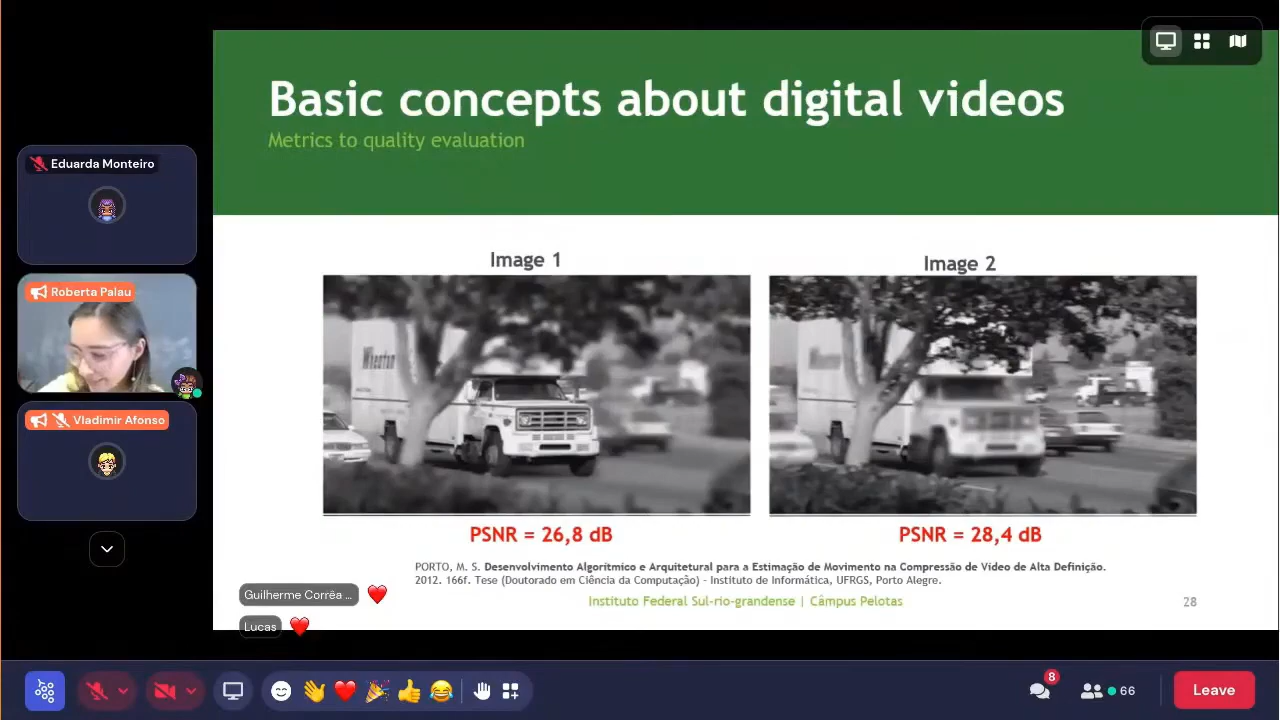 Basic concepts about digital videos
Metrics to quality evaluation
Eduarda Monteiro
Roberta Palau
Vladimir Afonso
Image 1
Image 2
Wheaton
PSNR = 26,8 dB
PSNR = 28,4 dB
PORTO, M. S. Desenvolvimento Algorítmico e Arquitetural para a Estimação de Movimento na Compressão de Vídeo de Alta Definição.
2012. 166f. Tese (Doutorado em Ciência da Computação) - Instituto de Informática, UFRGS, Porto Alegre.
Instituto Federal Sul-rio-grandense | Câmpus Pelotas
28
Guilherme Corrêa ...
Lucas
8
66
Leave